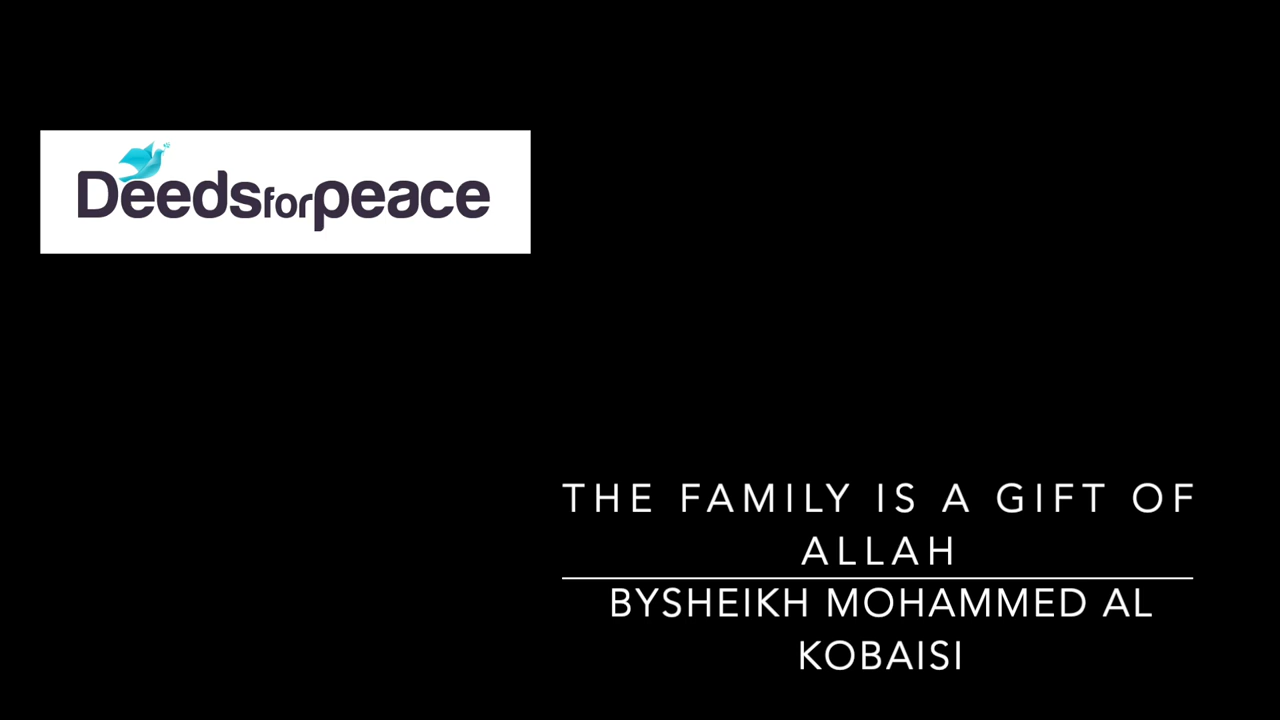 Deedsforpeace
THE FAMILY IS A GIFT OF
ALLAH
BYSHEIKH MOHAMMED AL
KOBAISI